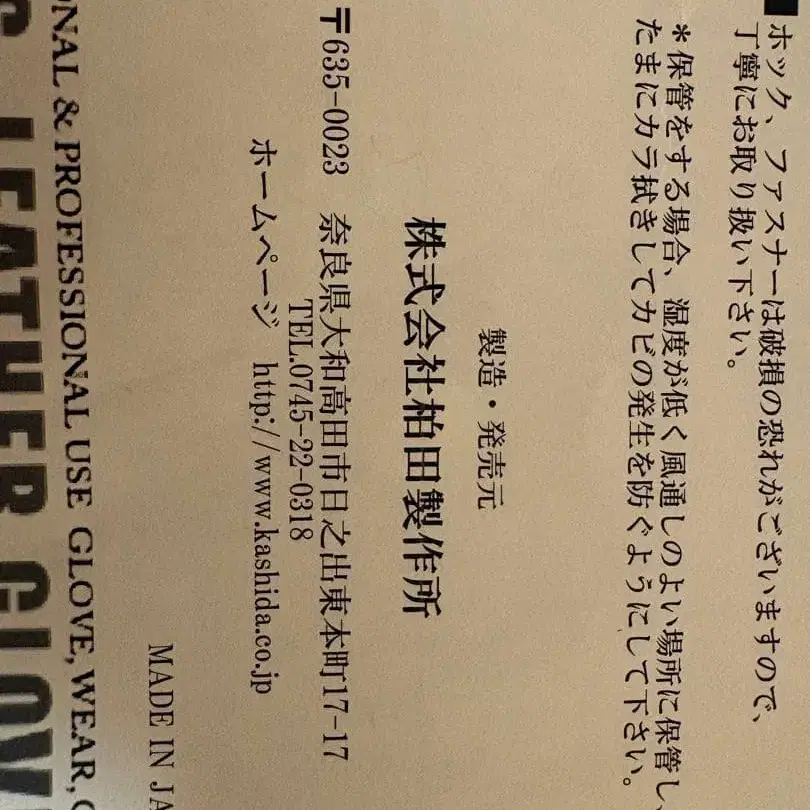 ホック、ファスナーは破損の恐れがございますので、
丁寧にお取り扱い下さい。
*保管をする場合、湿度が低く風通しのよい場所に保管し、
たまにカラ拭きしてカビの発生を防ぐようにして下さい。
製造・発売元
株式会社柏田製作所
〒635-0023 奈良県大和高田市日之出東本町17-17
TEL.0745-22-0318
ホームページ http://www.kashida.co.jp
MADE IN JA
ONAL & PROFESSIONAL USE GLOVE, WEAR,
LEATHER GLOV